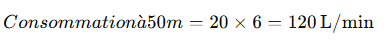 Consommationà50m = 20 × 6 = 120 L/min